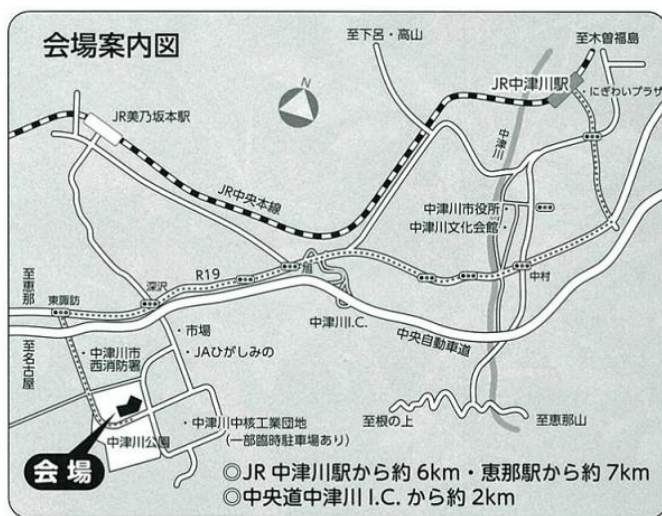 会場案内図
至下呂・高山
至木曽福島
JR中津川駅
・にぎわいプラザ
N
JR美乃坂本駅
中津川
JR中央本線
中津川市役所・
中津川文化会館・
R19
中村
至恵那
東諏訪
深沢
中津川I.C.
中央自動車道
・市場
・JAひがしみの
至名古屋
・中津川市
西消防署
・中津川中核工業団地
(一部臨時駐車場あり)
至根の上
至恵那山
中津川公園
会場
◎JR 中津川駅から約 6km・恵那駅から約 7km
◎中央道中津川 I.C. から約 2km